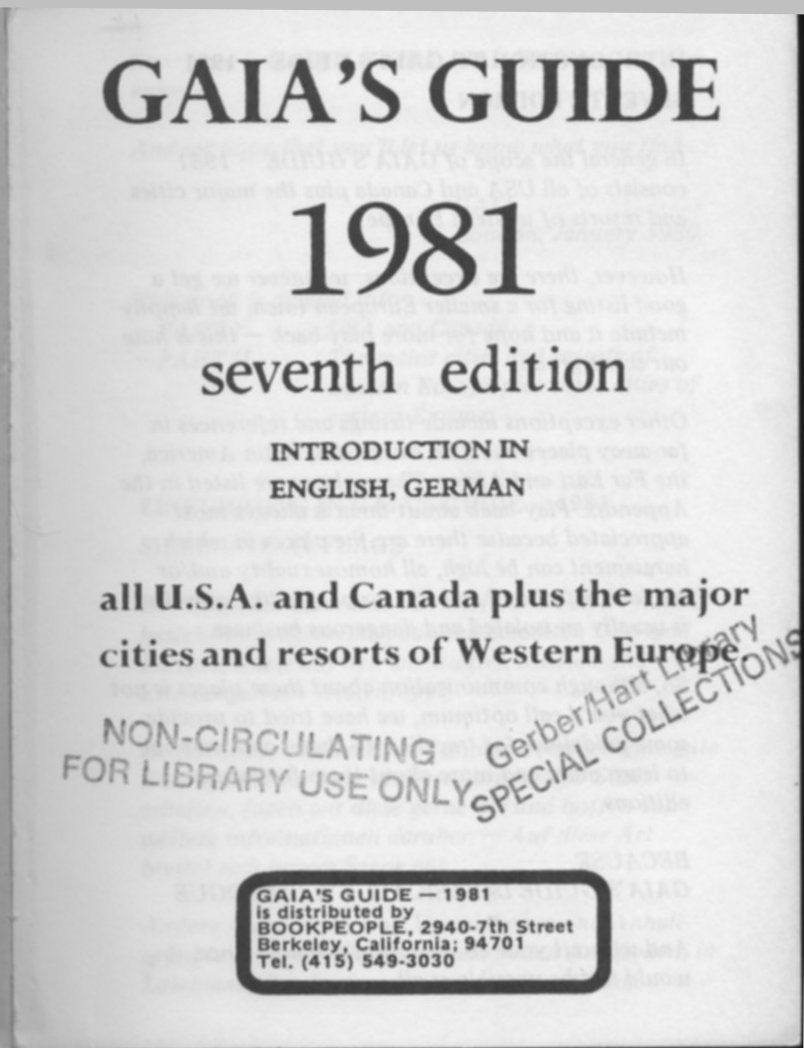 GAIA'S GUIDE
1981
seventh edition
INTRODUCTION IN
ENGLISH, GERMAN
all U.S.A. and Canada plus the major
cities and resorts of Western Europe
NON-CIRCULATING
FOR LIBRARY USE ONLY
Gerber/Hart Library
SPECIAL COLLECTIONS
GAIA'S GUIDE — 1981
is distributed by
BOOKPEOPLE, 2940-7th Street
Berkeley, California; 94701
Tel. (415) 549-3030